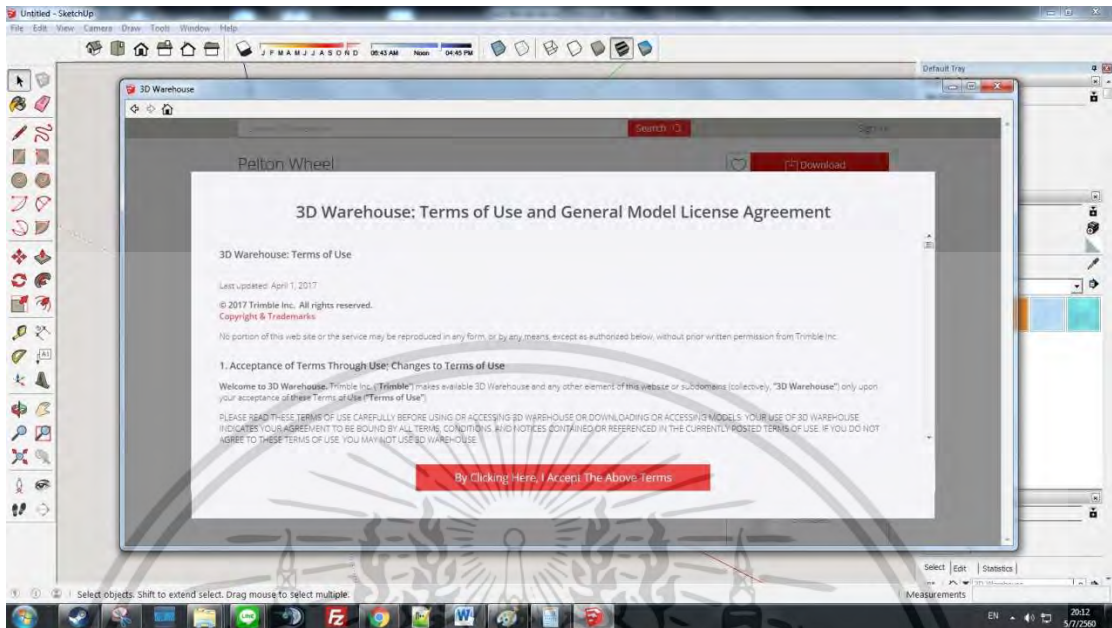 Untitled - SketchUp
File Edit View Camera Draw Tools Window Help
J F M A M J J A S O N D 06:43 AM Noon 04:45 PM
Default Tray
3D Warehouse
Search
Pelton Wheel
Download
3D Warehouse: Terms of Use and General Model License Agreement
3D Warehouse: Terms of Use
Last updated: April 1, 2017
© 2017 Trimble Inc. All rights reserved.
Copyright & Trademarks
No portion of this web site or the service may be reproduced in any form, or by any means, except as authorized below, without prior written permission from Trimble Inc.
1. Acceptance of Terms Through Use; Changes to Terms of Use
Welcome to 3D Warehouse. Trimble Inc. ("Trimble") makes available 3D Warehouse and any other element of this website or subdomains (collectively, "3D Warehouse") only upon
your acceptance of these Terms of Use ("Terms of Use")
PLEASE READ THESE TERMS OF USE CAREFULLY BEFORE USING OR ACCESSING 3D WAREHOUSE OR DOWNLOADING OR ACCESSING MODELS. YOUR USE OF 3D WAREHOUSE
INDICATES YOUR AGREEMENT TO BE BOUND BY ALL TERMS, CONDITIONS, AND NOTICES CONTAINED OR REFERENCED IN THE CURRENTLY POSTED TERMS OF USE. IF YOU DO NOT
AGREE TO THESE TERMS OF USE, YOU MAY NOT USE 3D WAREHOUSE
By Clicking Here, I Accept The Above Terms
Select Edit Statistics
Select objects. Shift to extend select. Drag mouse to select multiple.
Measurements
EN
20:12
5/7/2560